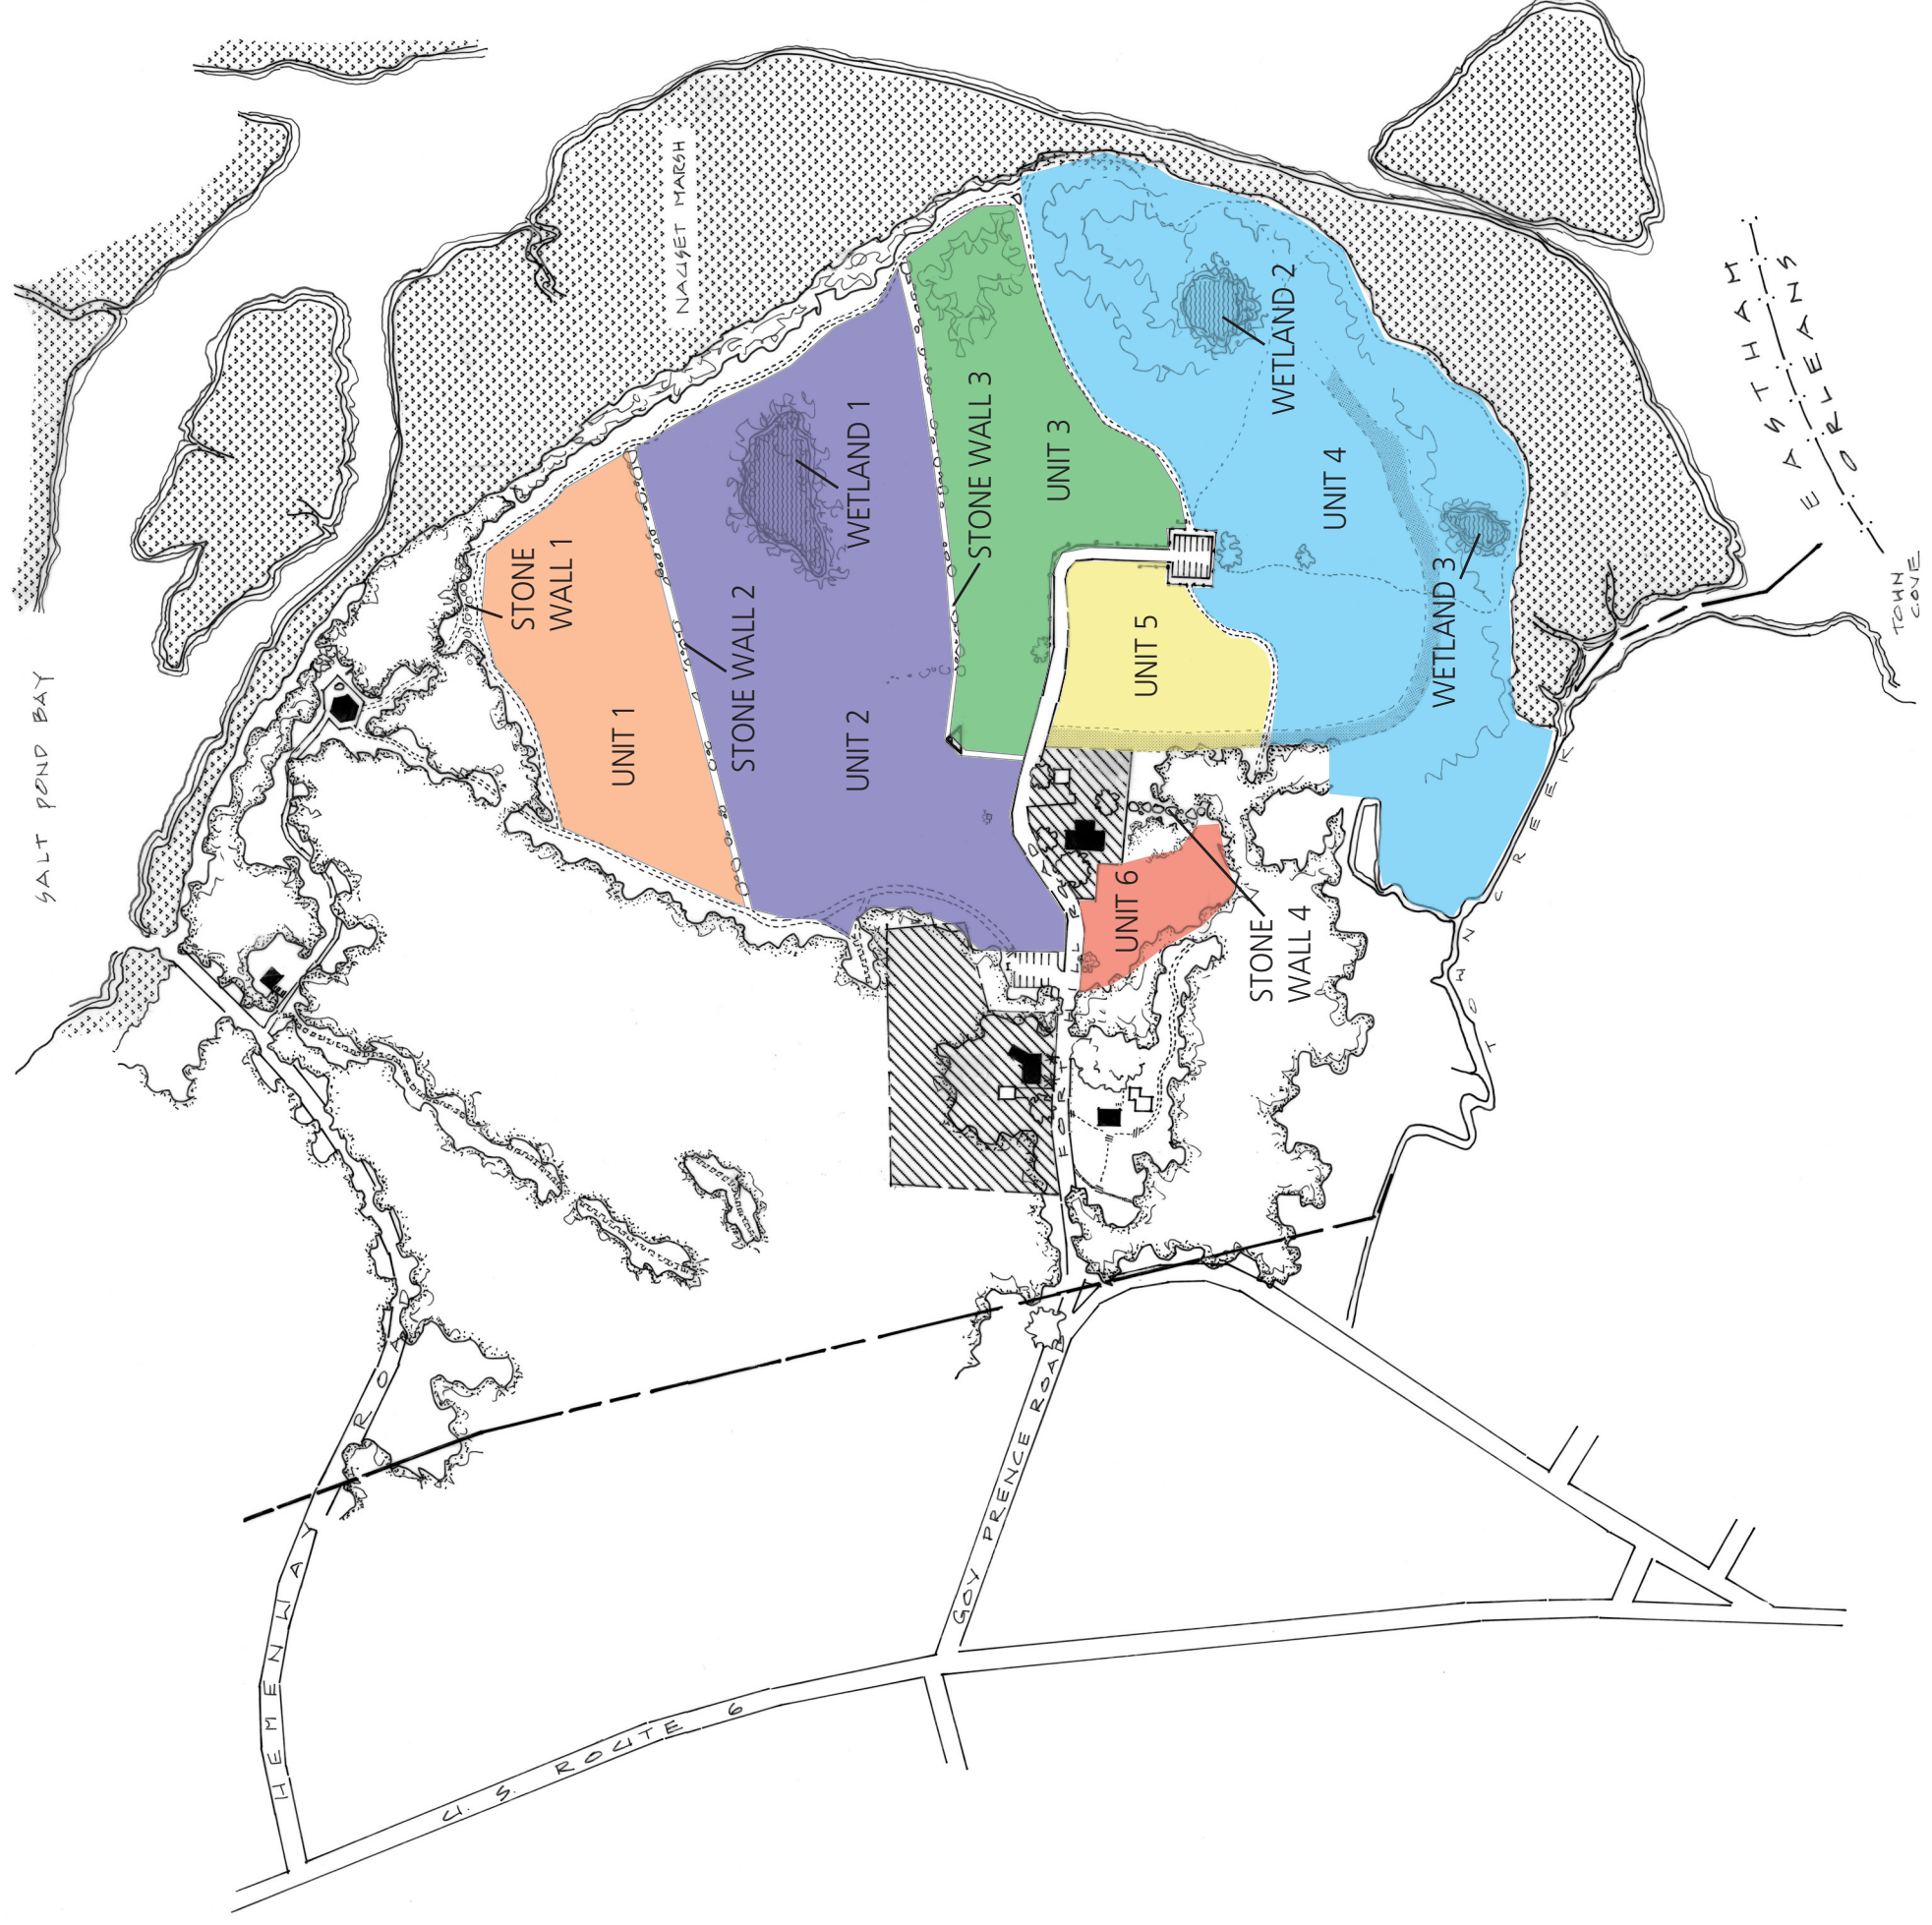 SALT POND BAY
NAUSET MARSH
STONE
WALL 1
UNIT 1
STONE WALL 2
UNIT 2
WETLAND 1
STONE WALL 3
UNIT 3
WETLAND 2
UNIT 4
WETLAND 3
UNIT 5
UNIT 6
STONE
WALL 4
EASTHAM
ORLEANS
TOWN
COVE
TOWN CREEK
FORT HILL R
HEMENWAY RO
GOV PRENCE ROAD
U.S. ROUTE 6